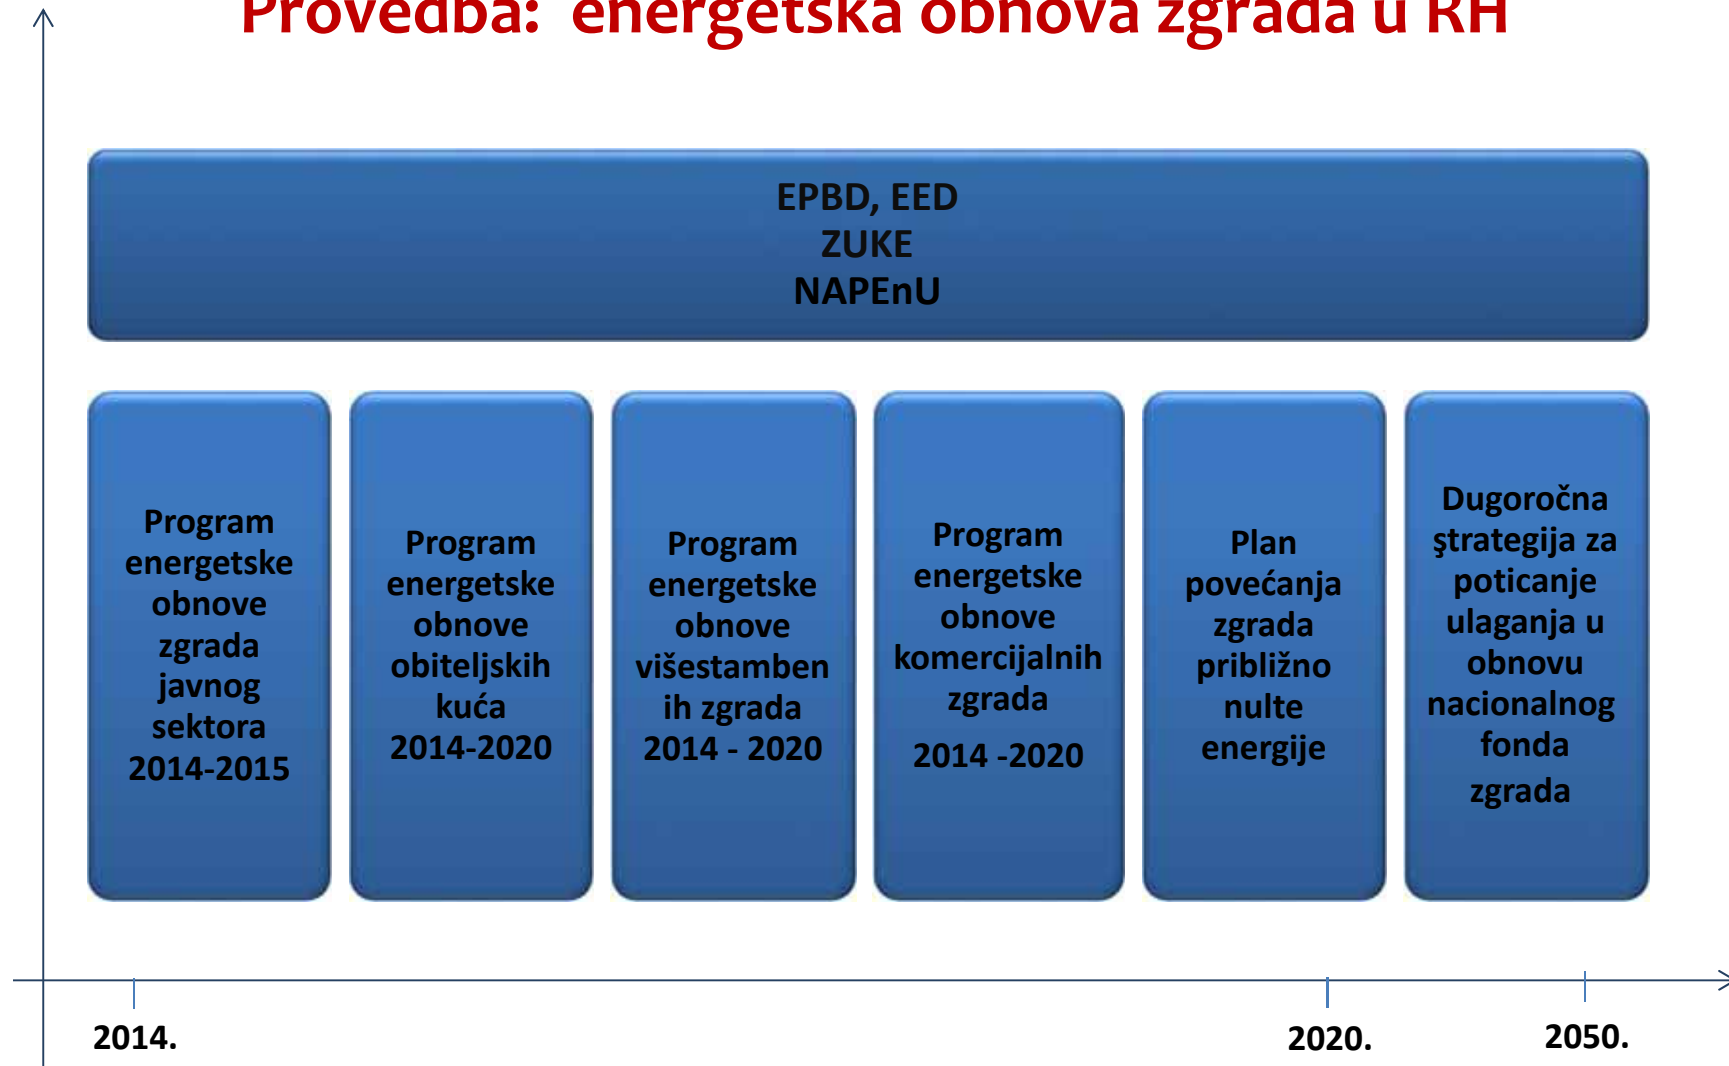 Provedba: energetska obnova zgrada u RH
EPBD, EED
ZUKE
NAPEnU
Program
energetske
obnove
zgrada
javnog
sektora
2014-2015
Program
energetske
obnove
obiteljskih
kuća
2014-2020
Program
energetske
obnove
višestamben
ih zgrada
2014 - 2020
Program
energetske
obnove
komercijalnih
zgrada
2014 -2020
Plan
povećanja
zgrada
približno
nulte
energije
Dugoročna
ştrategija za
poticanje
ulaganja u
obnovu
nacionalnog
fonda
zgrada
2014.
2020.
2050.